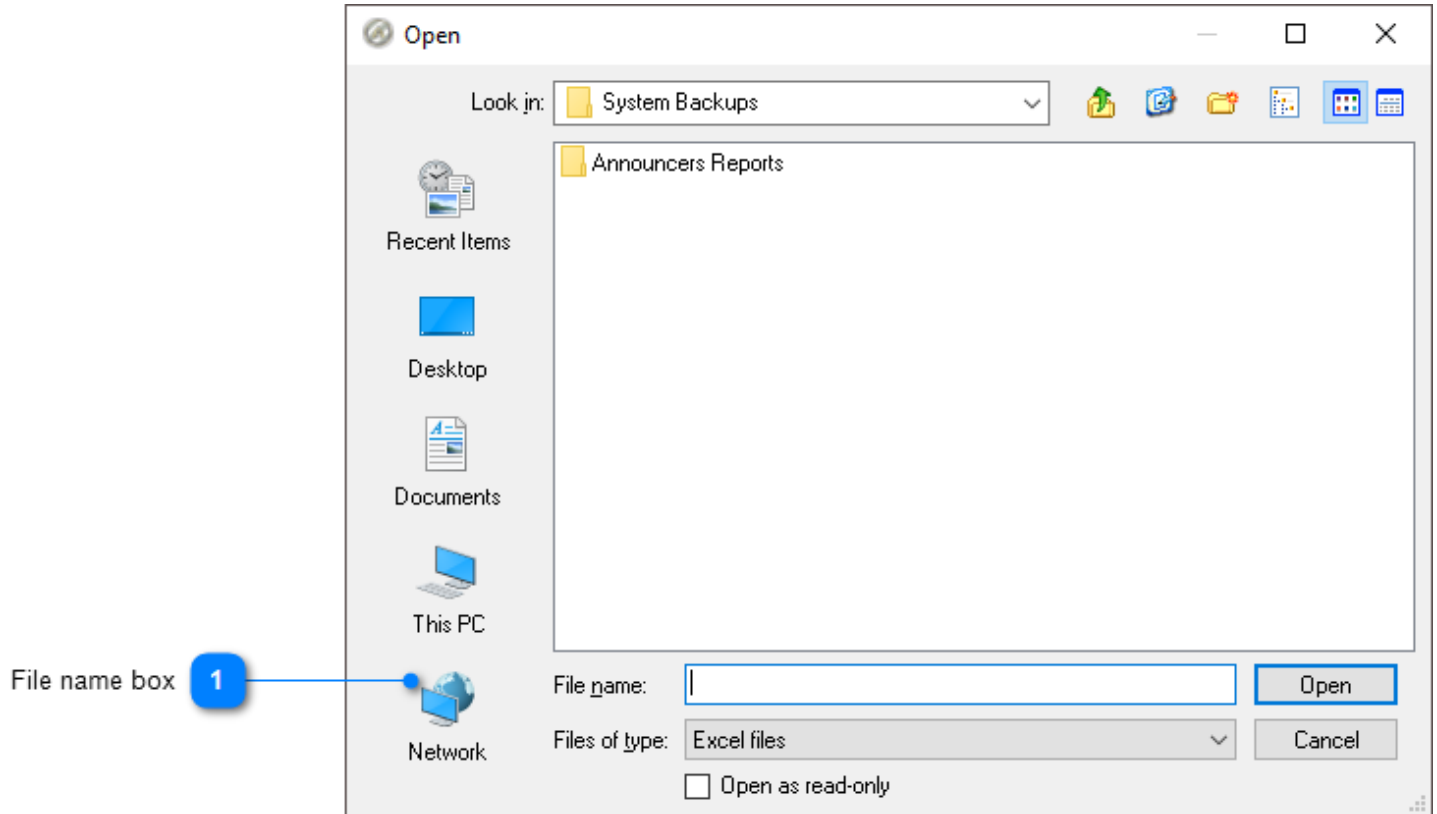 Open
Look in: System Backups
Announcers Reports
Recent Items
Desktop
Documents
This PC
File name box 1
File name: Open
Network
Files of type: Excel files Cancel
Open as read-only